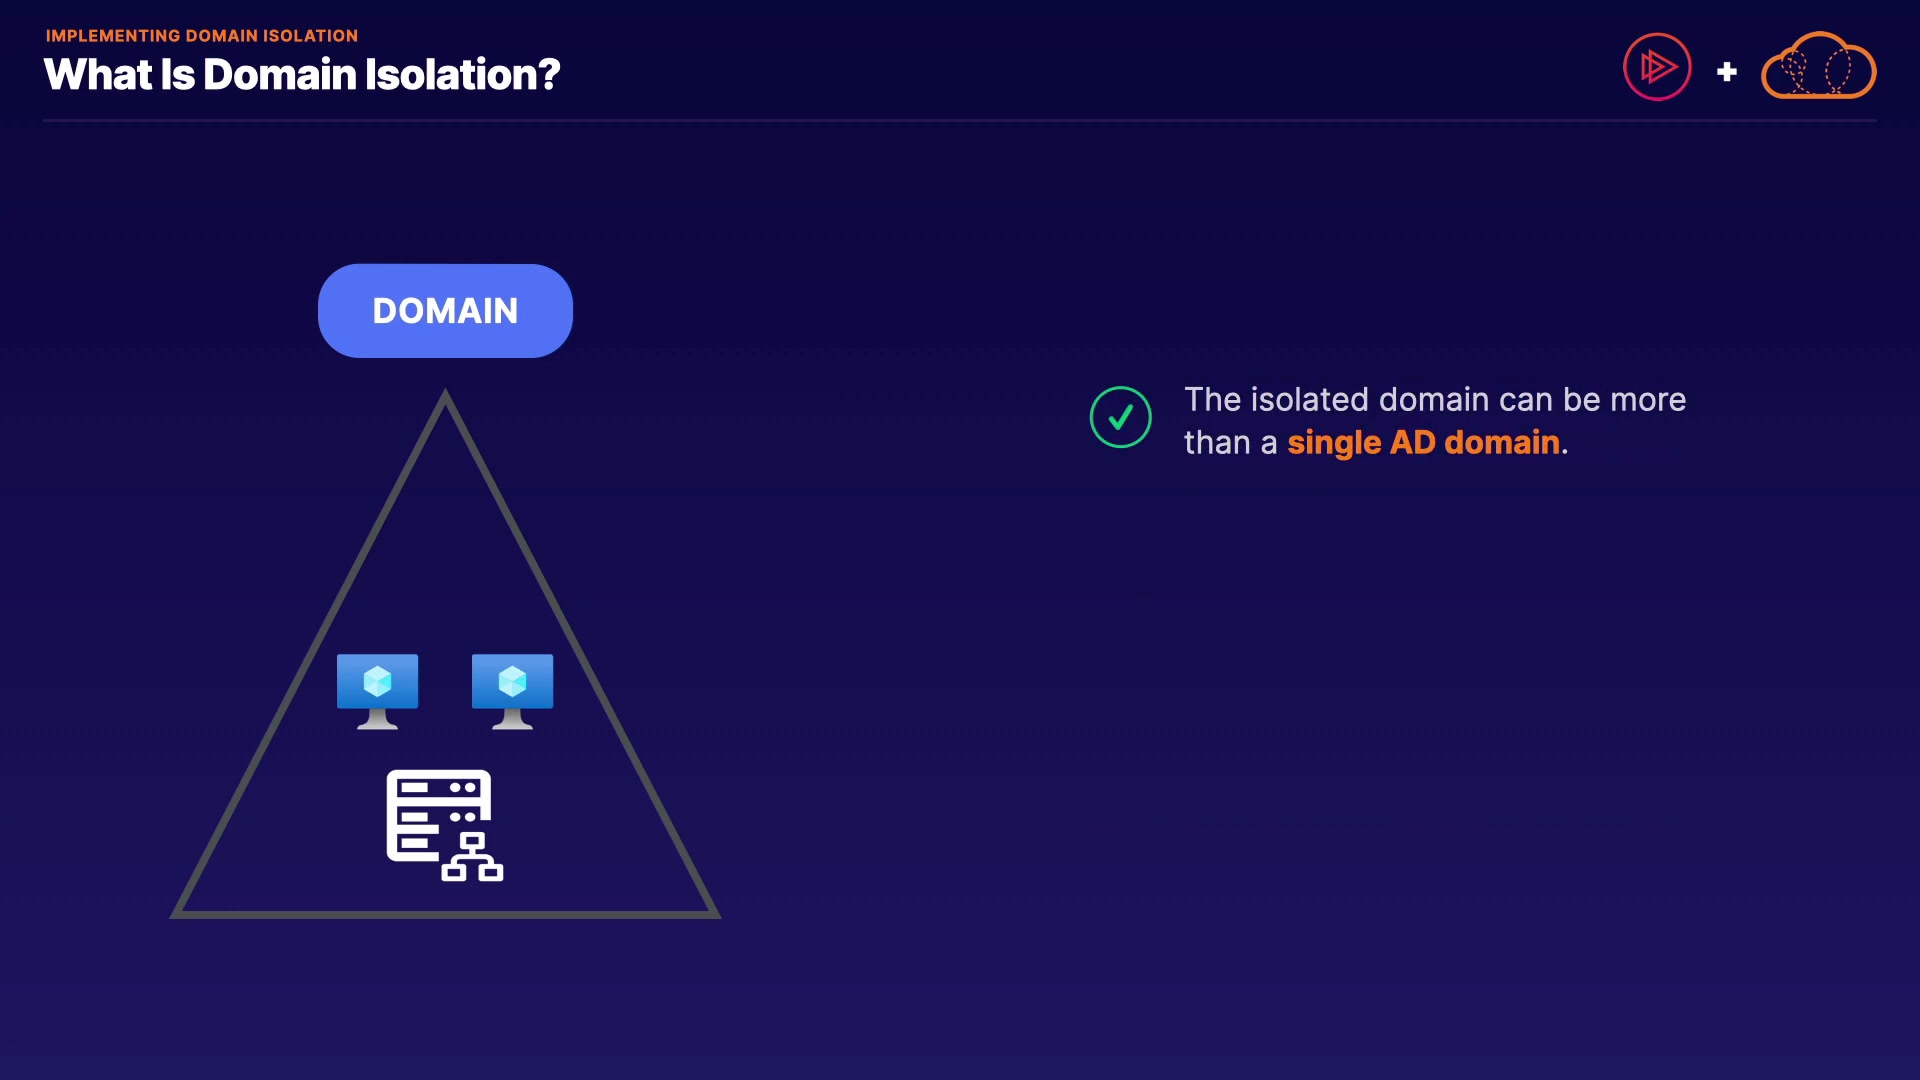 IMPLEMENTING DOMAIN ISOLATION
What Is Domain Isolation?
DOMAIN
The isolated domain can be more
than a single AD domain.